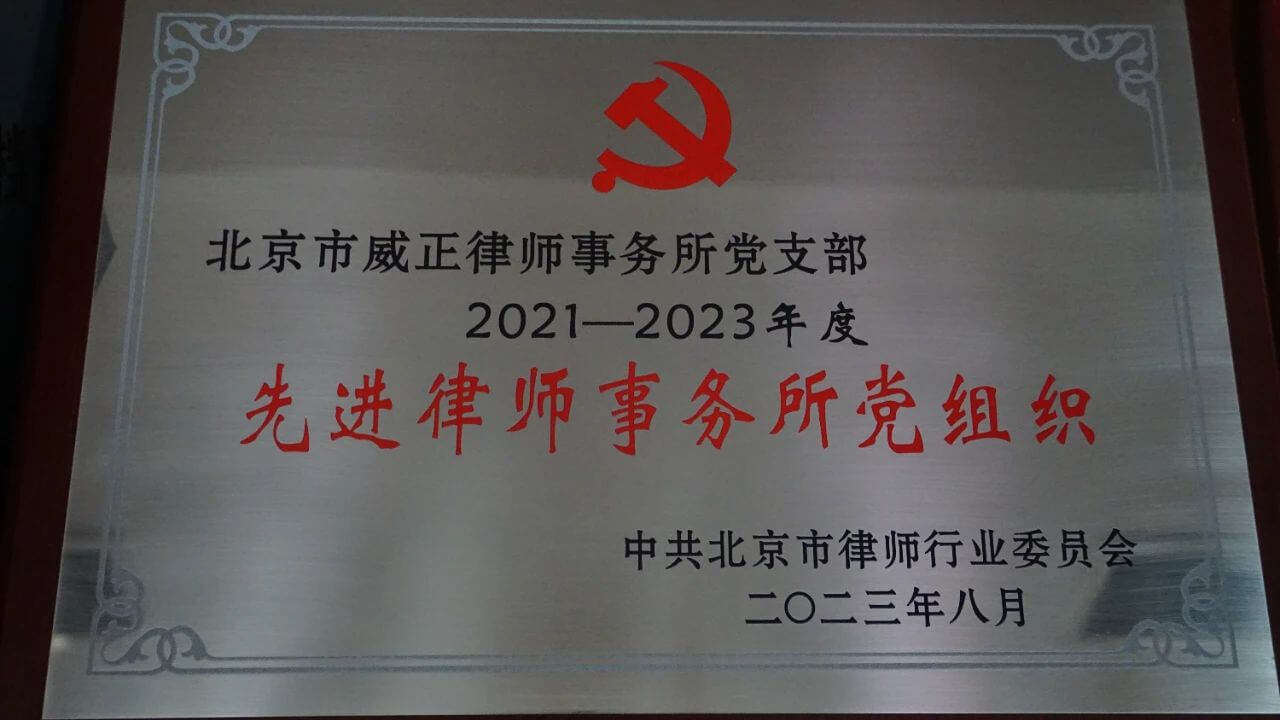 北京市威正律师事务所党支部
2021—2023年度
先进律师事务所党组织
中共北京市律师行业委员会
二〇二三年八月